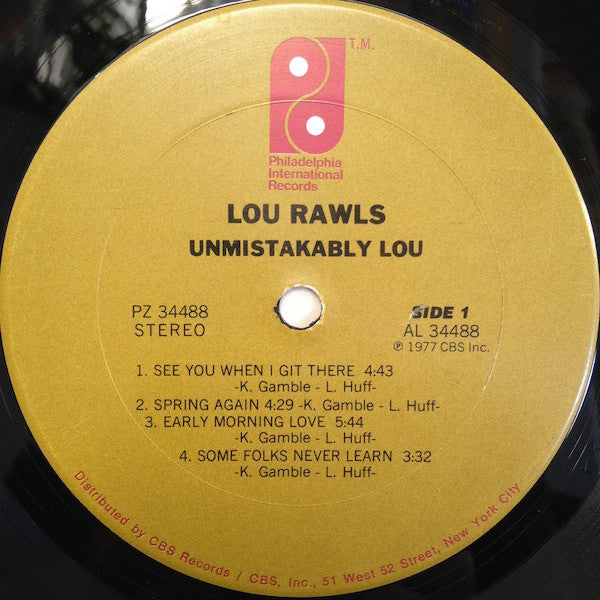 T.M.
Philadelphia
International
Records
LOU RAWLS
UNMISTAKABLY LOU
PZ 34488
STEREO
SIDE 1
AL 34488
℗ 1977 CBS Inc.
1. SEE YOU WHEN I GIT THERE 4:43
-K. Gamble - L. Huff-
2. SPRING AGAIN 4:29 -K. Gamble - L. Huff-
3. EARLY MORNING LOVE 5:44
-K. Gamble - L. Huff-
4. SOME FOLKS NEVER LEARN 3:32
-K. Gamble - L. Huff-
Distributed by CBS Records / CBS, Inc., 51 West 52 Street, New York City